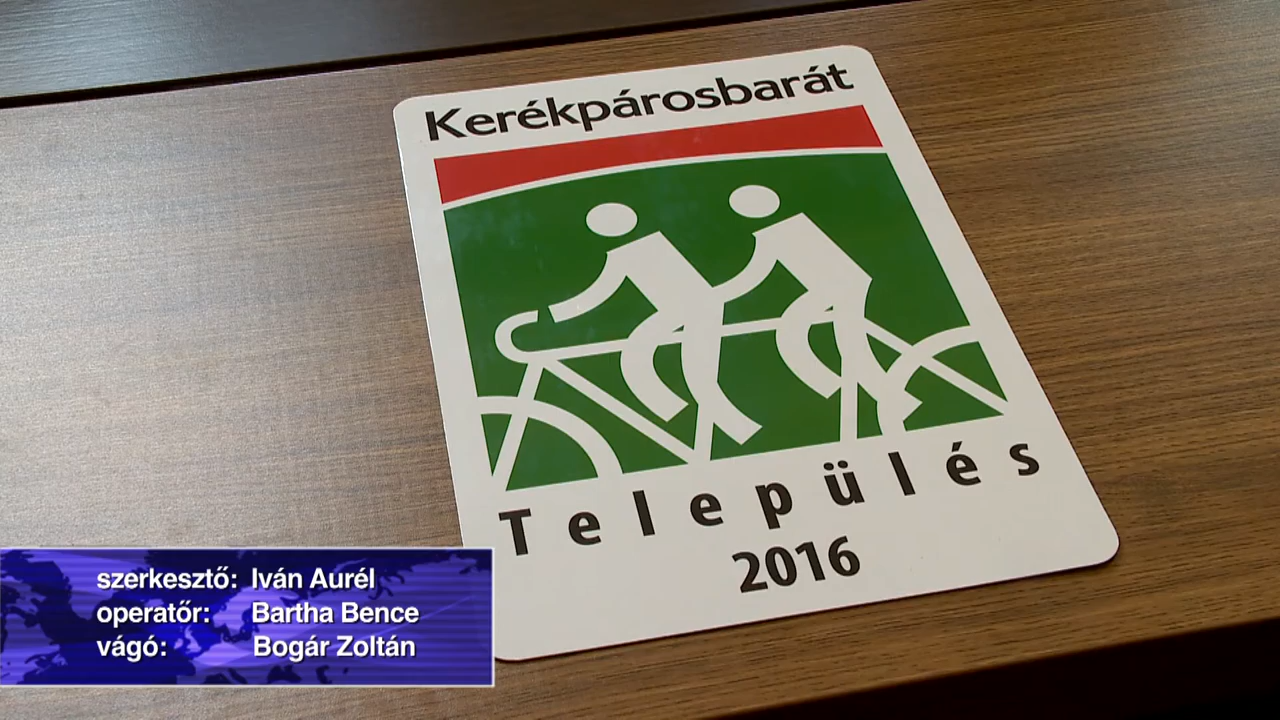 Kerékpárosbarát
Település
2016
szerkesztő: Iván Aurél
operatőr: Bartha Bence
vágó: Bogár Zoltán